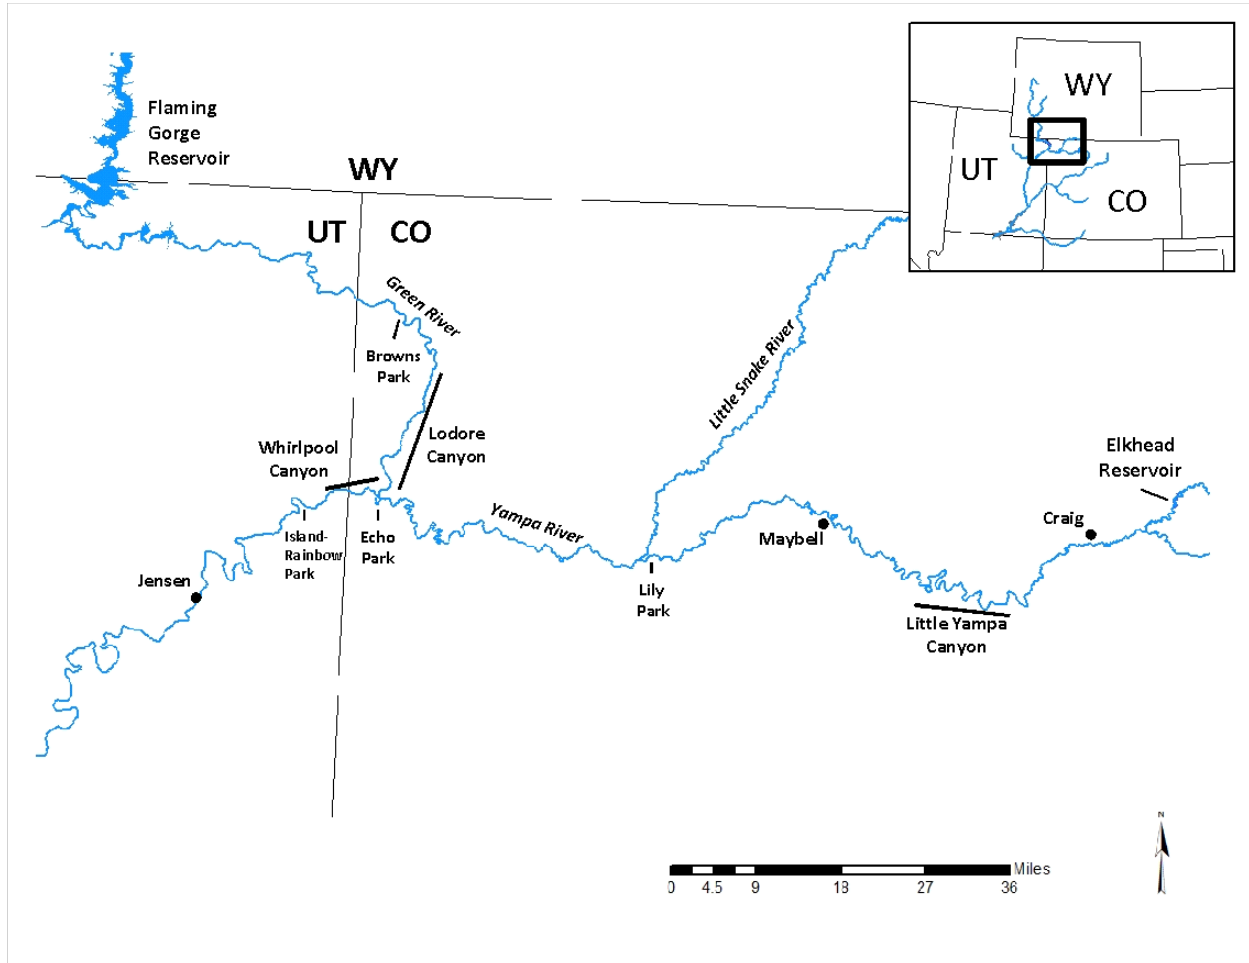 Flaming
Gorge
Reservoir
WY
UT
CO
WY
UT
CO
Green River
Browns
Park
Little Snake River
Lodore
Canyon
Whirlpool
Canyon
Elkhead
Reservoir
Yampa River
Craig
Maybell
Island-
Rainbow
Park
Echo
Park
Jensen
Lily
Park
Little Yampa
Canyon
N
Miles
0 4.5 9 18 27 36